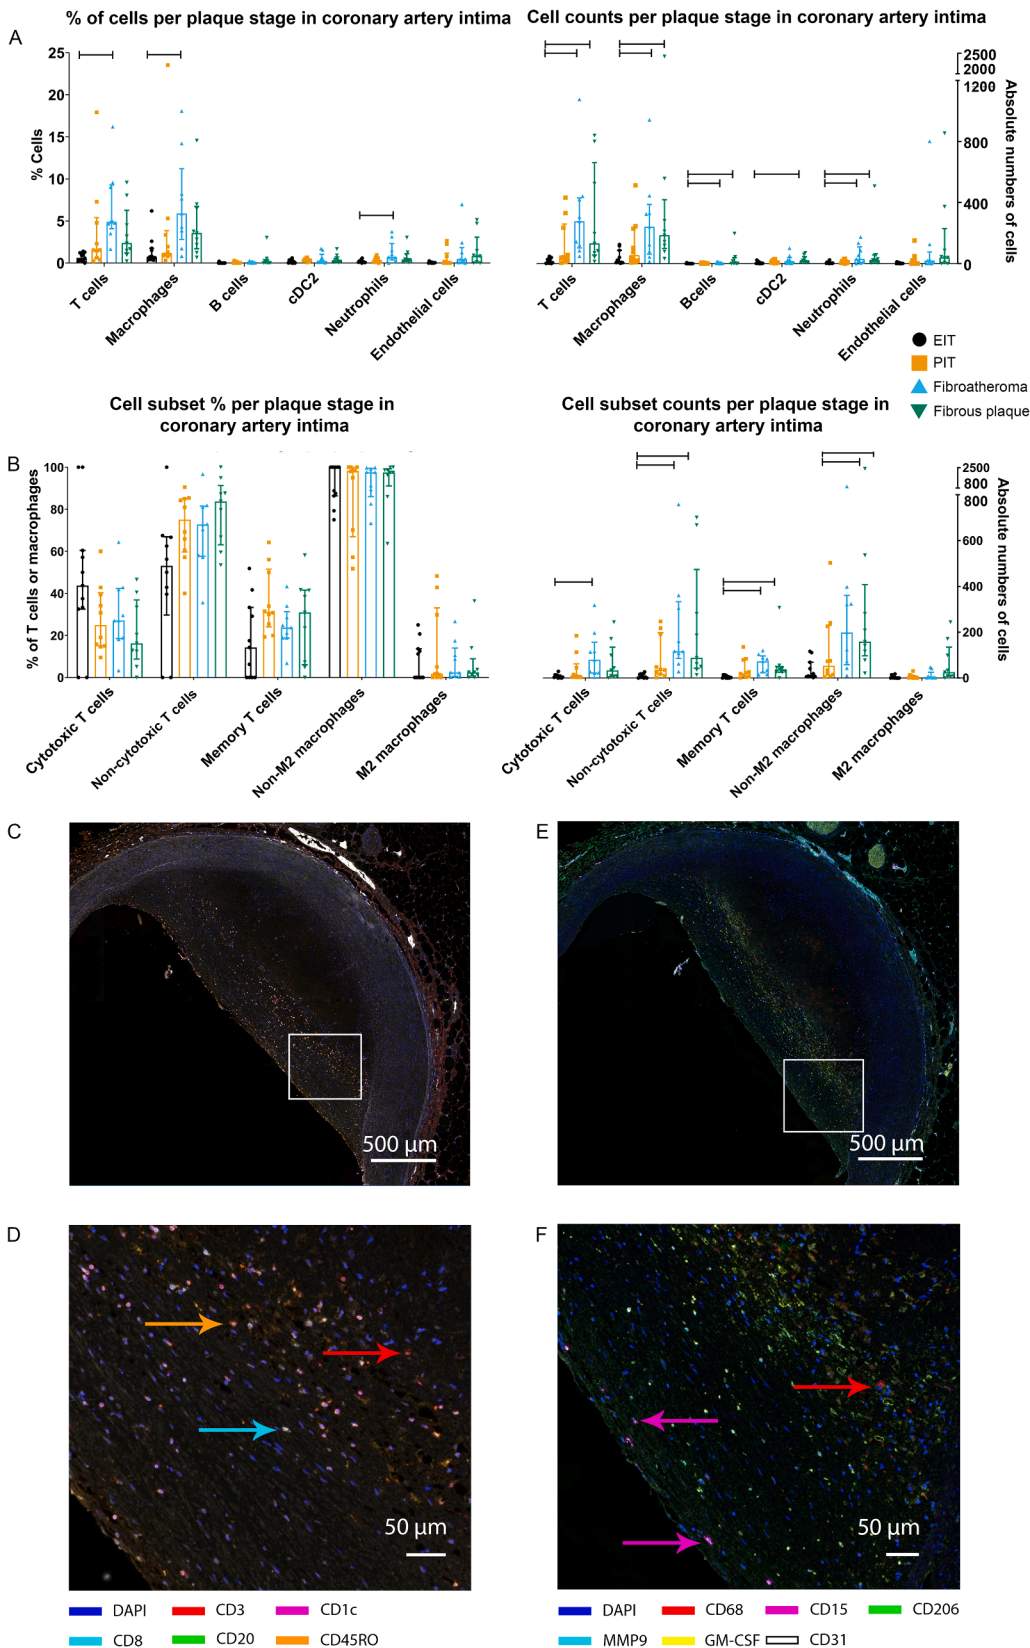 A
% of cells per plaque stage in coronary artery intima
% Cells
25
20
15
10
5
0
T cells
Macrophages
B cells
cDC2
Neutrophils
Endothelial cells
Cell counts per plaque stage in coronary artery intima
2500
2000
1200
800
400
0
Absolute numbers of cells
T cells
Macrophages
Bcells
cDC2
Neutrophils
Endothelial cells
EIT
PIT
Fibroatheroma
Fibrous plaque
B
Cell subset % per plaque stage in
coronary artery intima
% of T cells or macrophages
100
80
60
40
20
0
Cytotoxic T cells
Non-cytotoxic T cells
Memory T cells
Non-M2 macrophages
M2 macrophages
Cell subset counts per plaque stage in
coronary artery intima
2500
800
800
600
400
200
0
Absolute numbers of cells
Cytotoxic T cells
Non-cytotoxic T cells
Memory T cells
Non-M2 macrophages
M2 macrophages
C
500 µm
E
500 µm
D
50 µm
F
50 µm
DAPI CD3 CD1c
CD8 CD20 CD45RO
DAPI CD68 CD15 CD206
MMP9 GM-CSF CD31